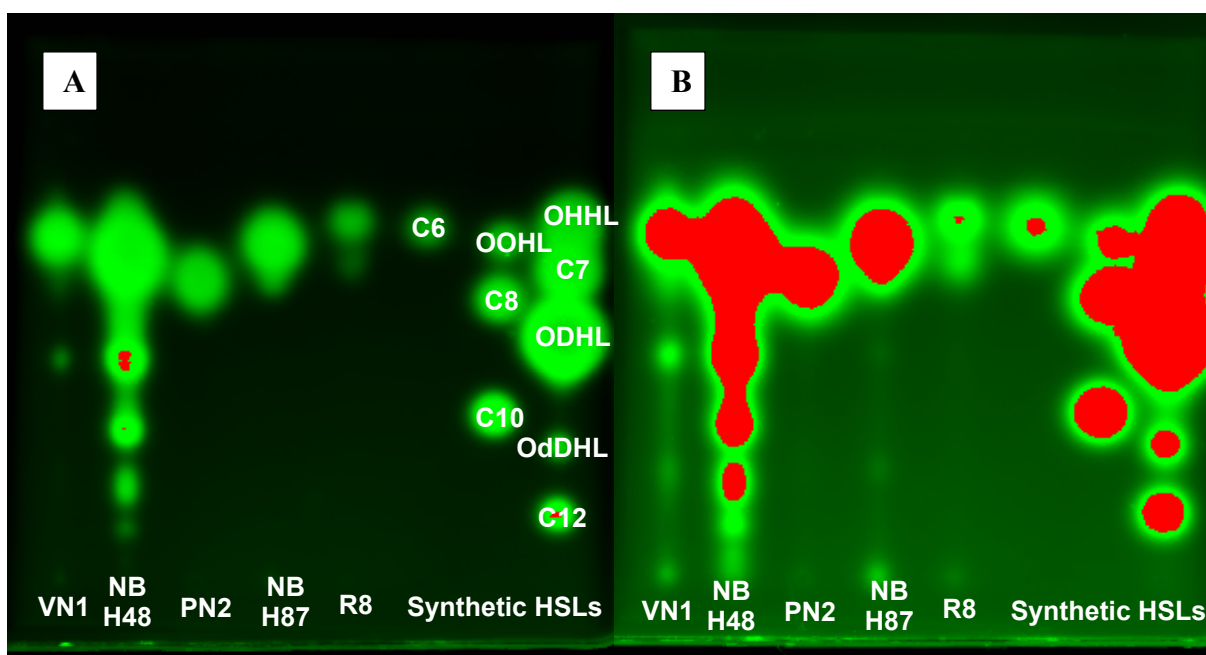 A
B
OHHL
C6
OOHL
C7
C8
ODHL
C10
OdDHL
C12
VN1
NB
H48
PN2
NB
H87
R8
Synthetic HSLs
VN1
NB
H48
PN2
NB
H87
R8
Synthetic HSLs